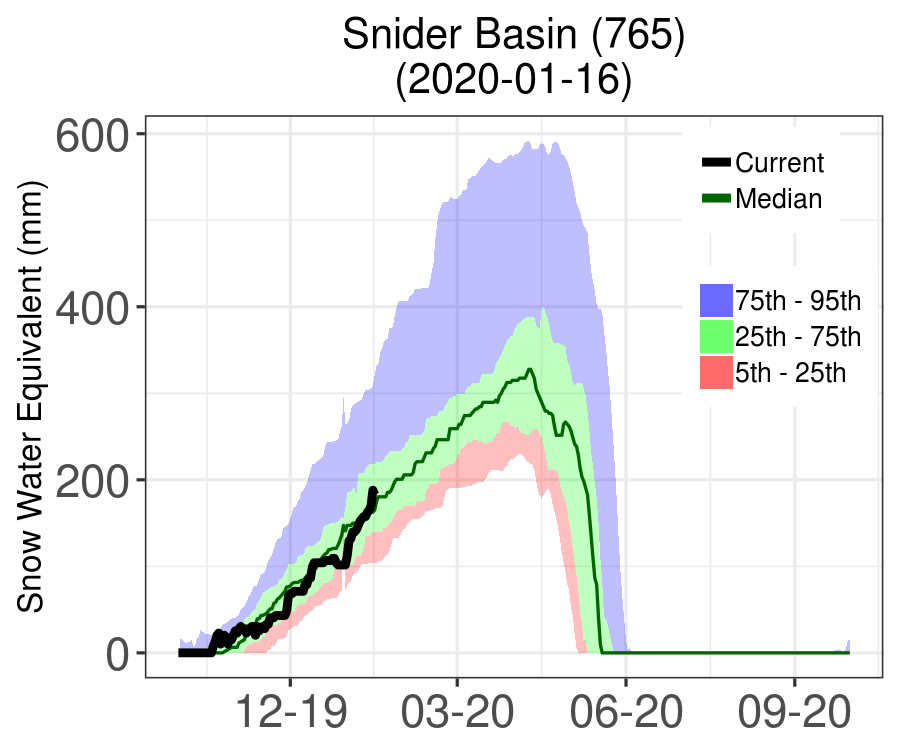 Snider Basin (765)
(2020-01-16)
Snow Water Equivalent (mm)
600
400
200
0
12-19
03-20
06-20
09-20
Current
Median
75th - 95th
25th - 75th
5th - 25th